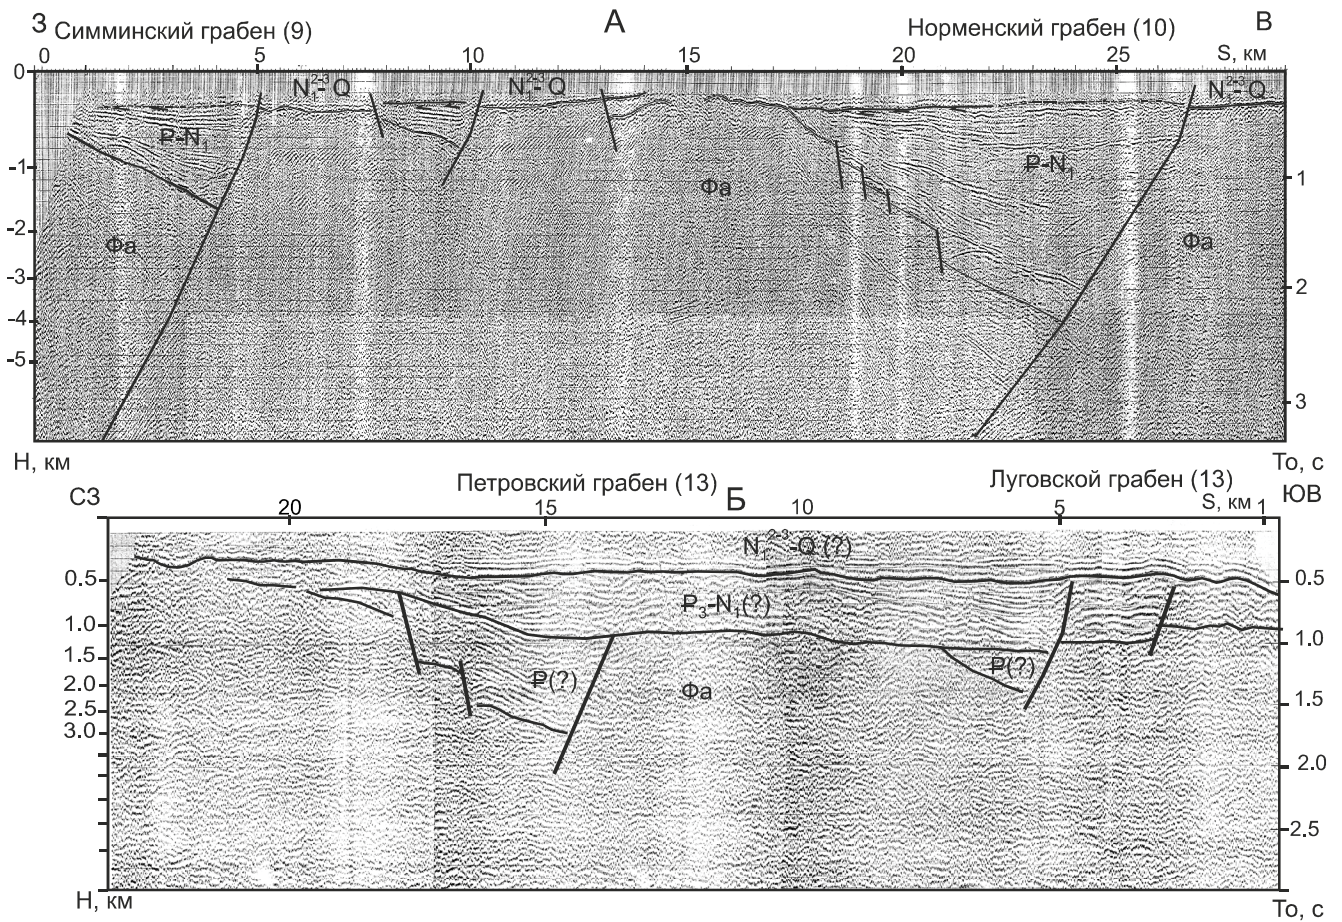 З Симминский грабен (9) А Норменский грабен (10) В
0 5 10 15 20 25 S, км
0 N₁²⁻³-Q N₁²⁻³-Q N₁²⁻³-Q
Ꝑ-N₁ Ꝑ-N₁
-1 Фа 1
-2 Фа Фа
-3 2
-4
-5
3
Н, км То, с
Петровский грабен (13) Луговской грабен (13)
СЗ Б ЮВ
20 15 10 5 S, км 1
N₁²⁻³-Q (?)
0.5 0.5
Ꝑ₃-N₁(?)
1.0 1.0
1.5 Ꝑ(?) Ꝑ(?)
2.0 Фа 1.5
2.5
3.0
2.0
2.5
Н, км То, с